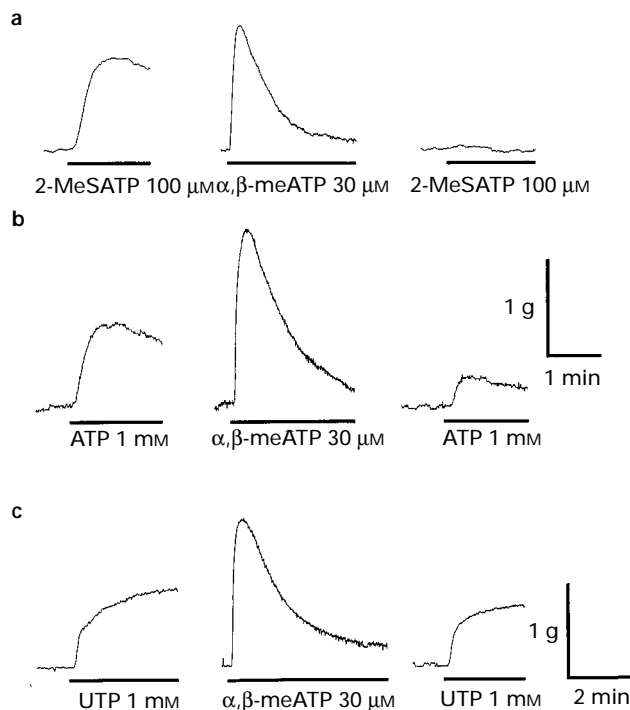 a
2-MeSATP 100 μM α,β-meATP 30 μM 2-MeSATP 100 μM
b
1 g
1 min
ATP 1 mM α,β-meATP 30 μM ATP 1 mM
c
1 g
UTP 1 mM α,β-meATP 30 μM UTP 1 mM 2 min